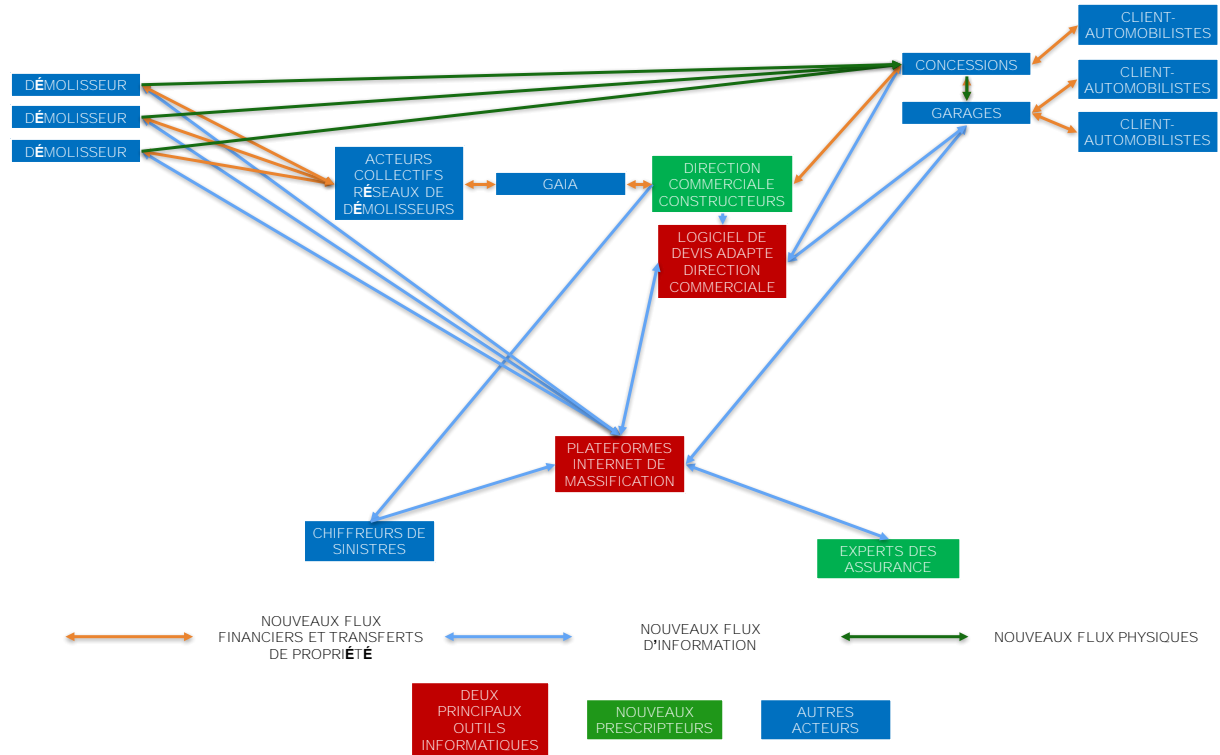 CLIENT-
AUTOMOBILISTES
CONCESSIONS
CLIENT-
AUTOMOBILISTES
DÉMOLISSEUR
GARAGES
DÉMOLISSEUR
CLIENT-
AUTOMOBILISTES
DÉMOLISSEUR
ACTEURS
COLLECTIFS
RÉSEAUX DE
DÉMOLISSEURS
GAIA
DIRECTION
COMMERCIALE
CONSTRUCTEURS
LOGICIEL DE
DEVIS ADAPTE
DIRECTION
COMMERCIALE
PLATEFORMES
INTERNET DE
MASSIFICATION
CHIFFREURS DE
SINISTRES
EXPERTS DES
ASSURANCE
NOUVEAUX FLUX
FINANCIERS ET TRANSFERTS
DE PROPRIÉTÉ
NOUVEAUX FLUX
D'INFORMATION
NOUVEAUX FLUX PHYSIQUES
DEUX
PRINCIPAUX
OUTILS
INFORMATIQUES
NOUVEAUX
PRESCRIPTEURS
AUTRES
ACTEURS